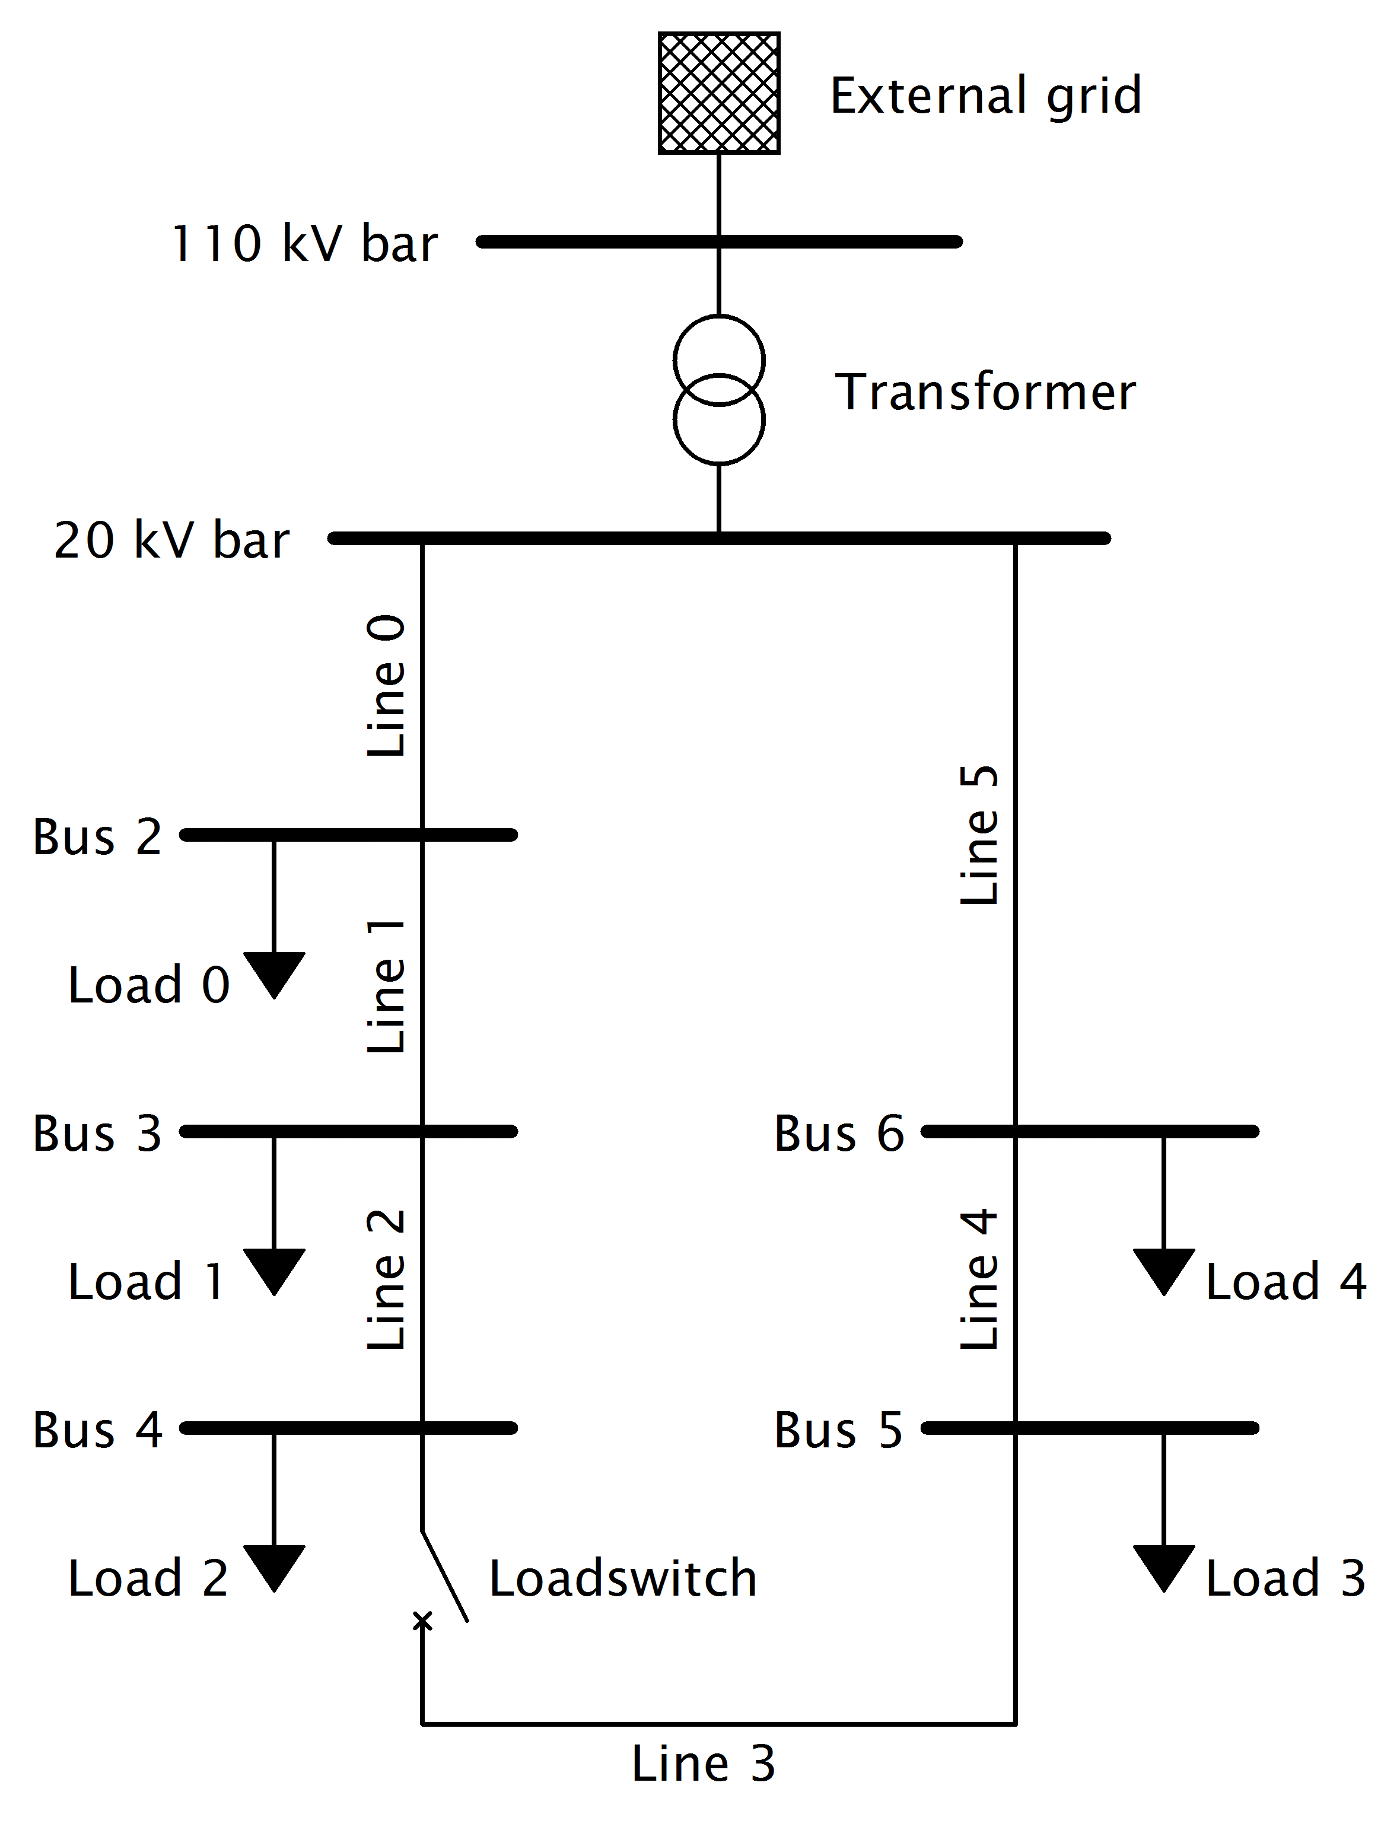 External grid
110 kV bar
Transformer
20 kV bar
Line 0
Line 5
Bus 2
Load 0
Line 1
Bus 3
Bus 6
Load 1
Line 2
Line 4
Load 4
Bus 4
Bus 5
Load 2
Loadswitch
Load 3
Line 3